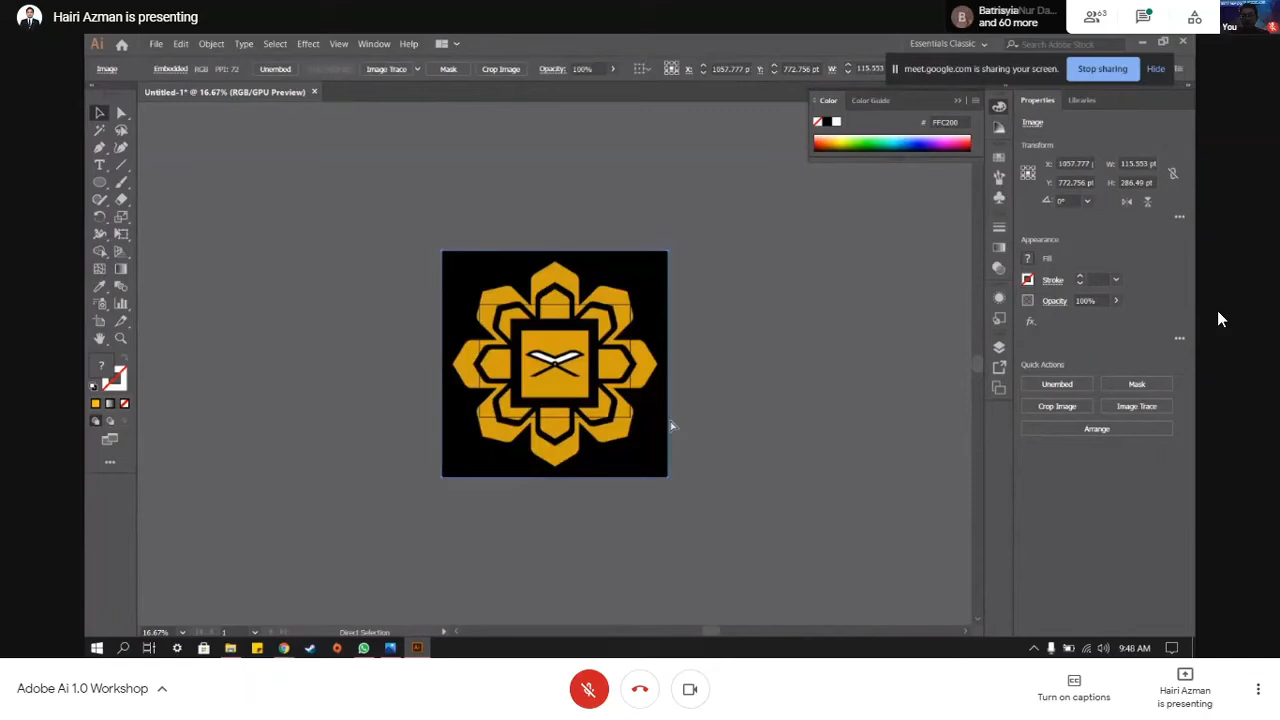 Hairi Azman is presenting
B
Batrisyia Nur Da...
and 60 more
63
You
Ai File Edit Object Type Select Effect View Window Help
Essentials Classic
Search Adobe Stock
Image Embedded RGB PPI: 72 Unembed Image Trace Mask Crop Image Opacity: 100% X: 1057.777 p Y: 772.756 pt W: 115.553
meet.google.com is sharing your screen. Stop sharing Hide
Untitled-1* @ 16.67% (RGB/GPU Preview) ×
Color Color Guide
# FFC200
Properties Libraries
Image
Transform
X: 1057.777 W: 115.553 pt
Y: 772.756 pt H: 286.49 pt
0°
Appearance
? Fill
Stroke
Opacity 100%
fx.
Quick Actions
Unembed Mask
Crop Image Image Trace
Arrange
?
16.67% 1 Direct Selection
9:48 AM
Adobe Ai 1.0 Workshop
Turn on captions
Hairi Azman
is presenting